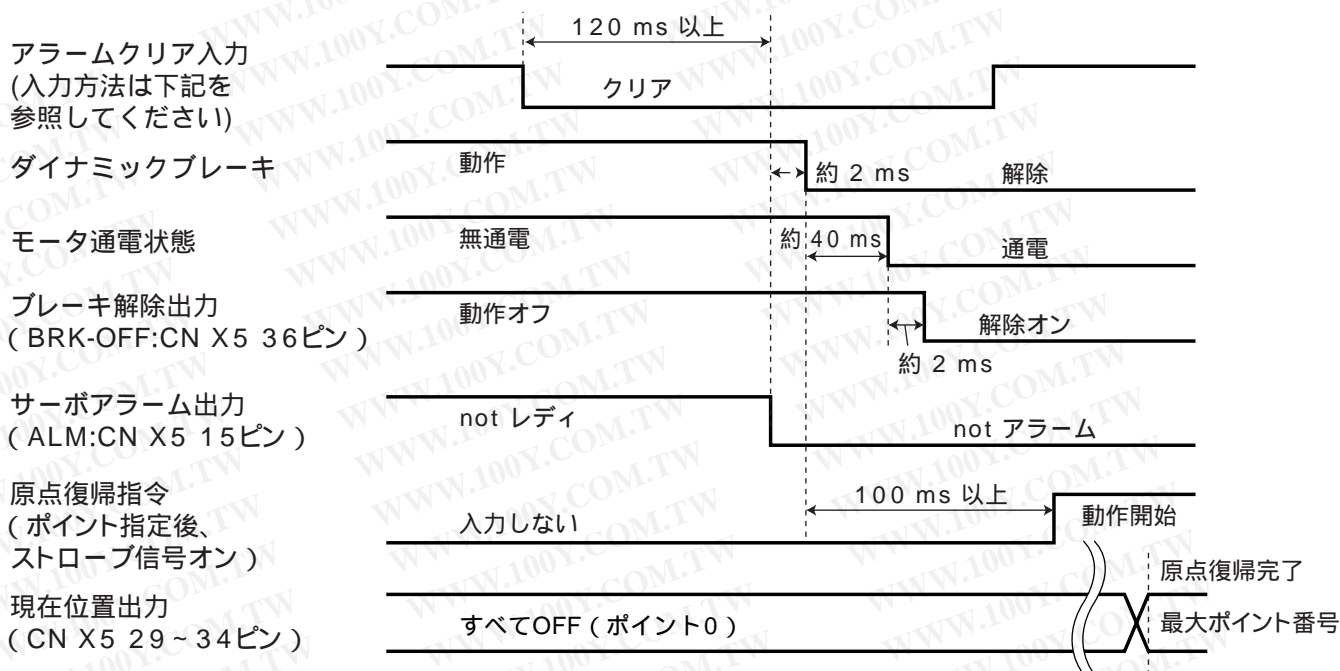 120 ms 以上
アラームクリア入力
(入力方法は下記を
参照してください)
クリア
ダイナミックブレーキ
動作
約 2 ms
解除
モータ通電状態
無通電
約 40 ms
通電
ブレーキ解除出力
( BRK-OFF:CN X5 36ピン )
動作オフ
解除オン
約 2 ms
サーボアラーム出力
( ALM:CN X5 15ピン )
not レディ
not アラーム
原点復帰指令
( ポイント指定後、
ストローブ信号オン )
入力しない
100 ms 以上
動作開始
原点復帰完了
現在位置出力
( CN X5 29 ~ 34ピン )
すべてOFF ( ポイント0 )
最大ポイント番号
WWW.100Y.COM.TW